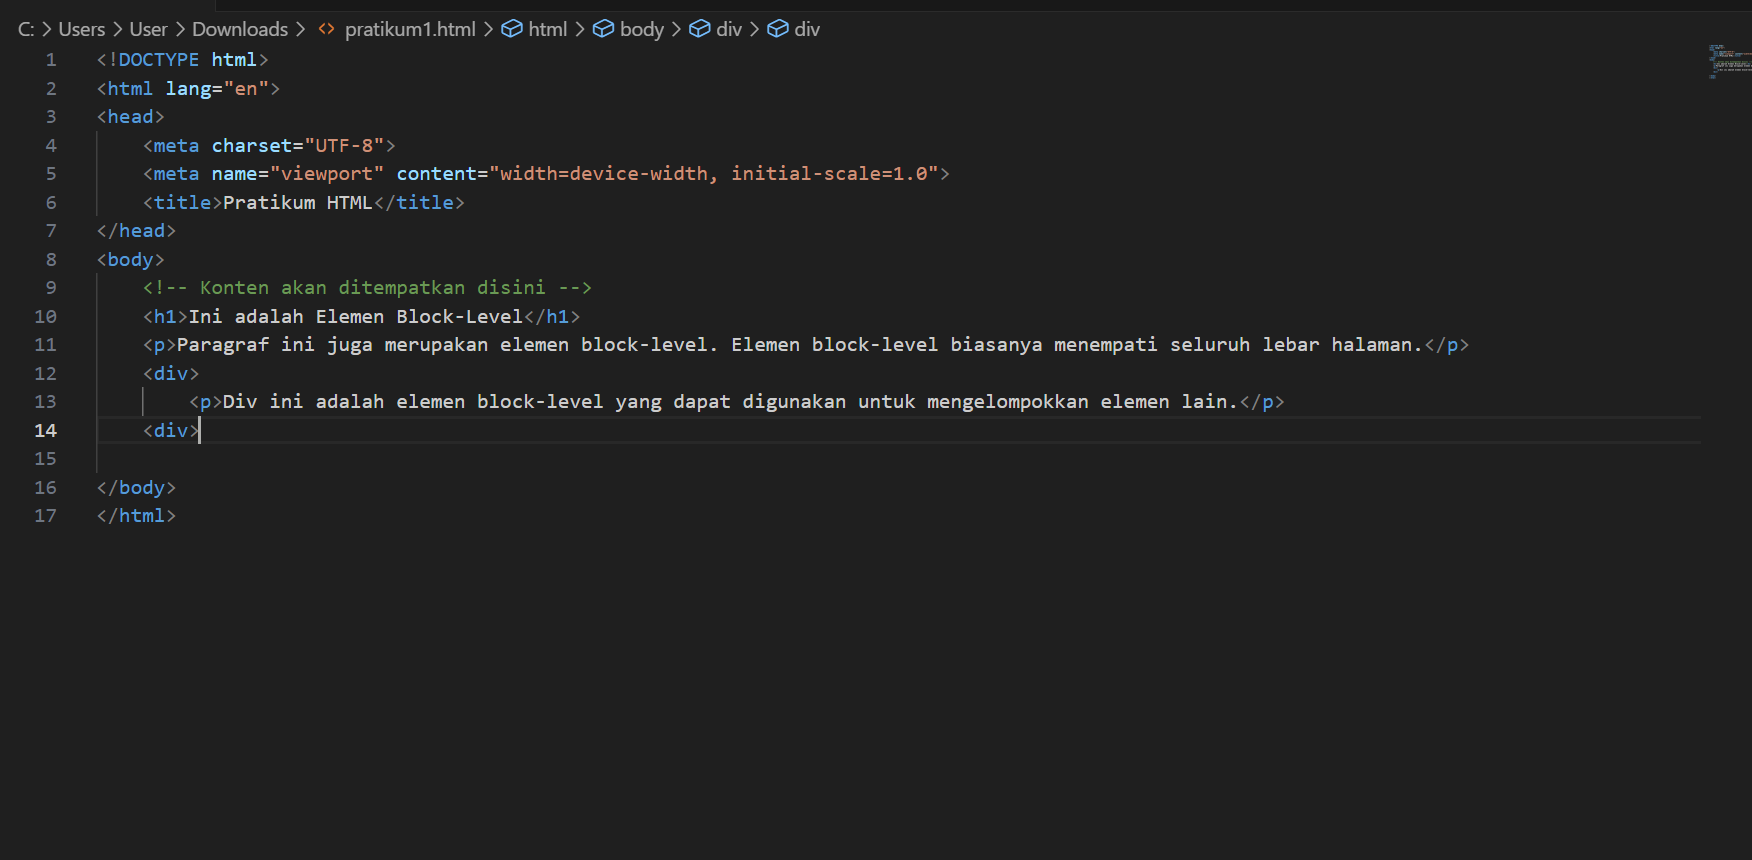 C: > Users > User > Downloads > <> pratikum1.html > html > body > div > div
1 <!DOCTYPE html>
2 <html lang="en">
3 <head>
4 <meta charset="UTF-8">
5 <meta name="viewport" content="width=device-width, initial-scale=1.0">
6 <title>Pratikum HTML</title>
7 </head>
8 <body>
9 <!-- Konten akan ditempatkan disini -->
10 <h1>Ini adalah Elemen Block-Level</h1>
11 <p>Paragraf ini juga merupakan elemen block-level. Elemen block-level biasanya menempati seluruh lebar halaman.</p>
12 <div>
13 <p>Div ini adalah elemen block-level yang dapat digunakan untuk mengelompokkan elemen lain.</p>
14 <div>
15
16 </body>
17 </html>